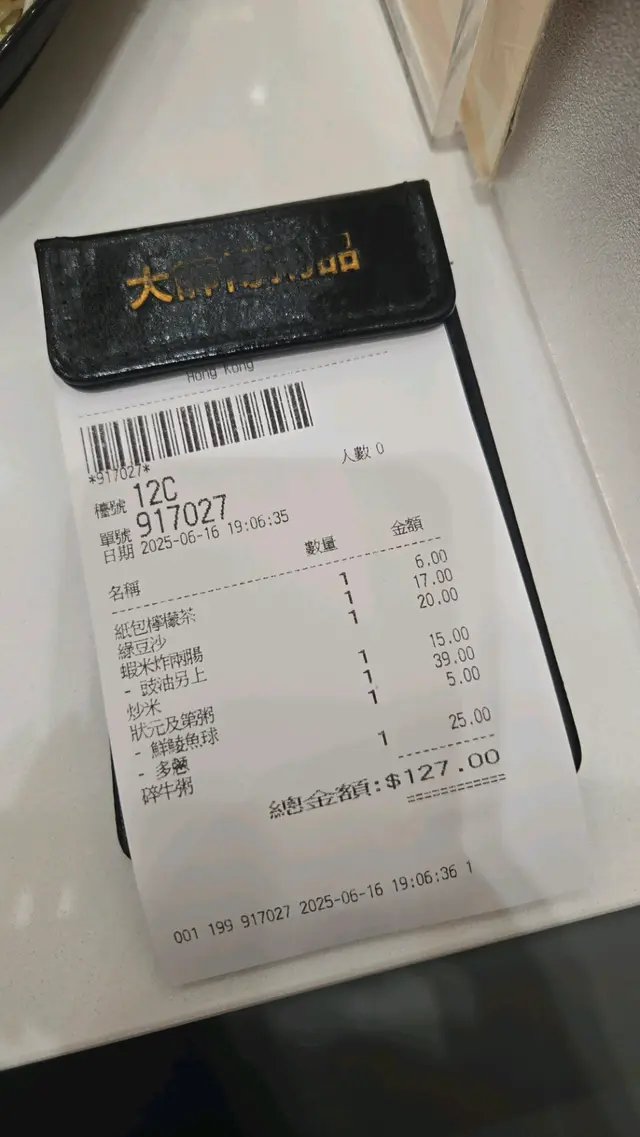 大 品
Hong Kong
*917027*
檯號 12C 人數 0
單號 917027
日期 2025-06-16 19:06:35
名稱 數量 金額
紙包檸檬茶 1 6.00
綠豆沙 1 17.00
蝦米炸兩腸 1 20.00
- 豉油另上
炒米 1 15.00
狀元及第粥 1 39.00
- 鮮鯪魚球 1 5.00
- 多蔥
碎牛粥 1 25.00
總金額:$127.00
001 199 917027 2025-06-16 19:06:36 1